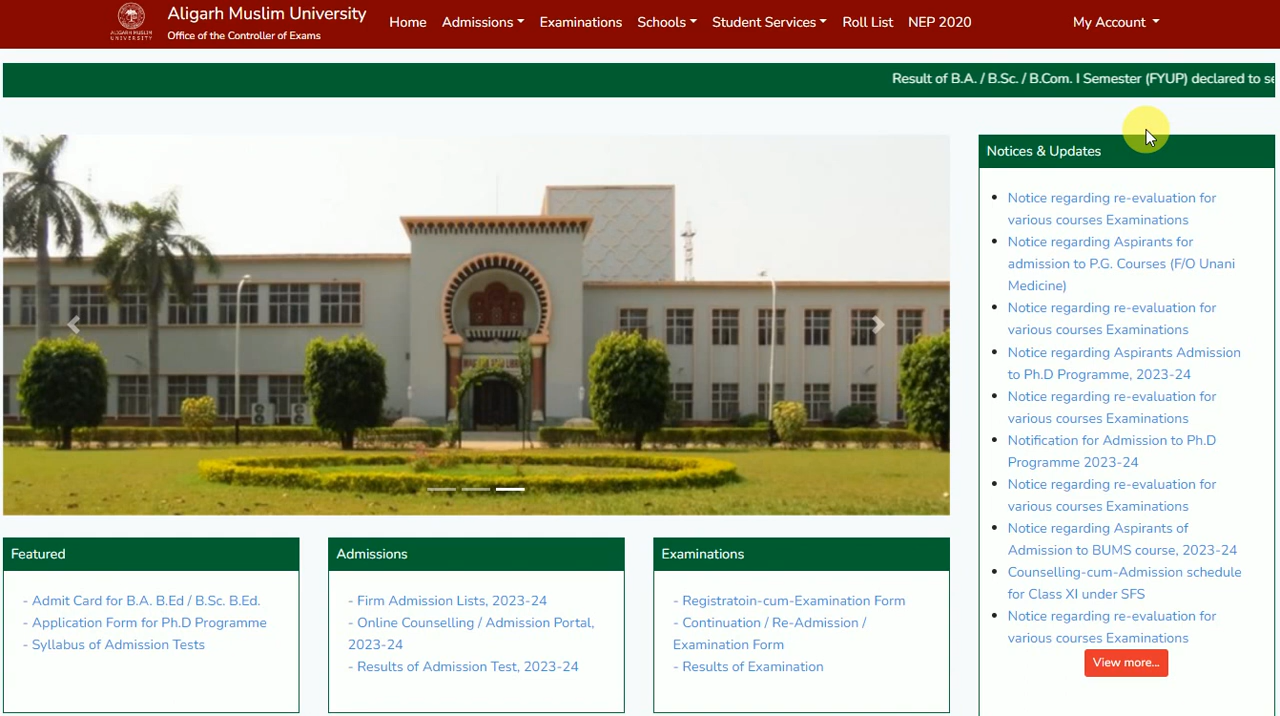 Aligarh Muslim University
Office of the Controller of Exams
ALIGARH MUSLIM
UNIVERSITY
Home Admissions Examinations Schools Student Services Roll List NEP 2020 My Account
Result of B.A. / B.Sc. / B.Com. I Semester (FYUP) declared to se
Notices & Updates
Notice regarding re-evaluation for
various courses Examinations
Notice regarding Aspirants for
admission to P.G. Courses (F/O Unani
Medicine)
Notice regarding re-evaluation for
various courses Examinations
Notice regarding Aspirants Admission
to Ph.D Programme, 2023-24
Notice regarding re-evaluation for
various courses Examinations
Notification for Admission to Ph.D
Programme 2023-24
Notice regarding re-evaluation for
various courses Examinations
Notice regarding Aspirants of
Admission to BUMS course, 2023-24
Counselling-cum-Admission schedule
for Class XI under SFS
Notice regarding re-evaluation for
various courses Examinations
View more...
Featured
- Admit Card for B.A. B.Ed / B.Sc. B.Ed.
- Application Form for Ph.D Programme
- Syllabus of Admission Tests
Admissions
- Firm Admission Lists, 2023-24
- Online Counselling / Admission Portal,
2023-24
- Results of Admission Test, 2023-24
Examinations
- Registratoin-cum-Examination Form
- Continuation / Re-Admission /
Examination Form
- Results of Examination